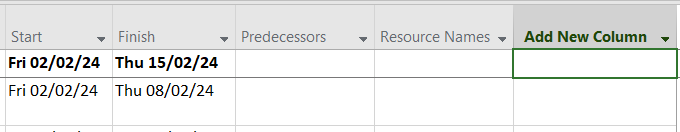 Start Finish Predecessors Resource Names Add New Column
Fri 02/02/24 Thu 15/02/24
Fri 02/02/24 Thu 08/02/24